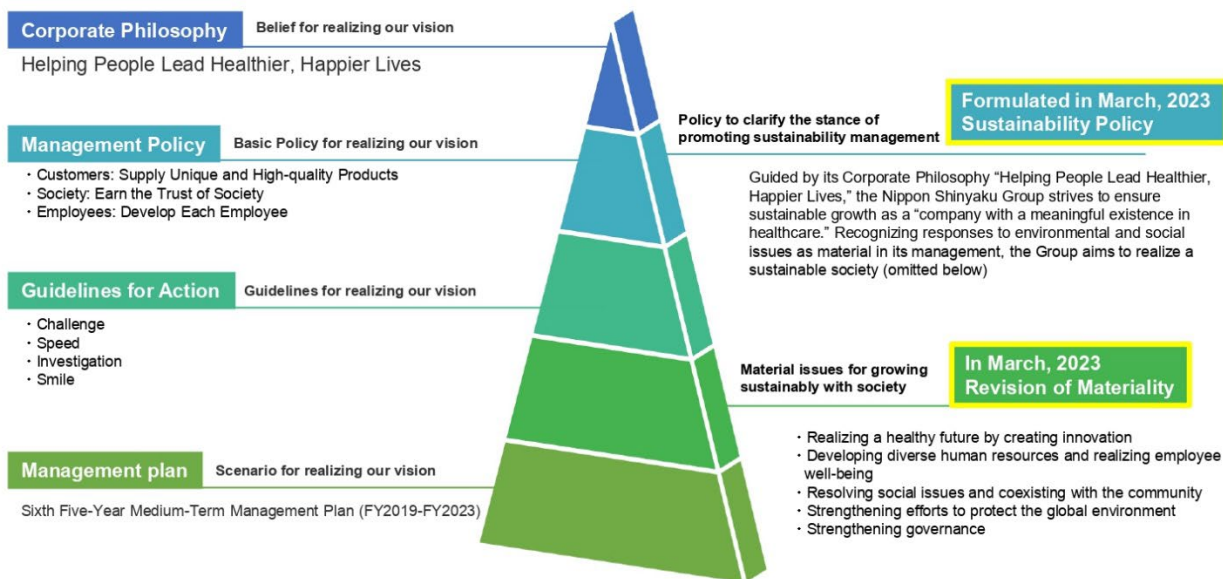 Corporate Philosophy
Belief for realizing our vision
Helping People Lead Healthier, Happier Lives
Management Policy
Basic Policy for realizing our vision
・Customers: Supply Unique and High-quality Products
・Society: Earn the Trust of Society
・Employees: Develop Each Employee
Policy to clarify the stance of
promoting sustainability management
Formulated in March, 2023
Sustainability Policy
Guided by its Corporate Philosophy “Helping People Lead Healthier,
Happier Lives,” the Nippon Shinyaku Group strives to ensure
sustainable growth as a “company with a meaningful existence in
healthcare.” Recognizing responses to environmental and social
issues as material in its management, the Group aims to realize a
sustainable society (omitted below)
Guidelines for Action
Guidelines for realizing our vision
・Challenge
・Speed
・Investigation
・Smile
Material issues for growing
sustainably with society
In March, 2023
Revision of Materiality
・Realizing a healthy future by creating innovation
・Developing diverse human resources and realizing employee
well-being
・Resolving social issues and coexisting with the community
・Strengthening efforts to protect the global environment
・Strengthening governance
Management plan
Scenario for realizing our vision
Sixth Five-Year Medium-Term Management Plan (FY2019-FY2023)